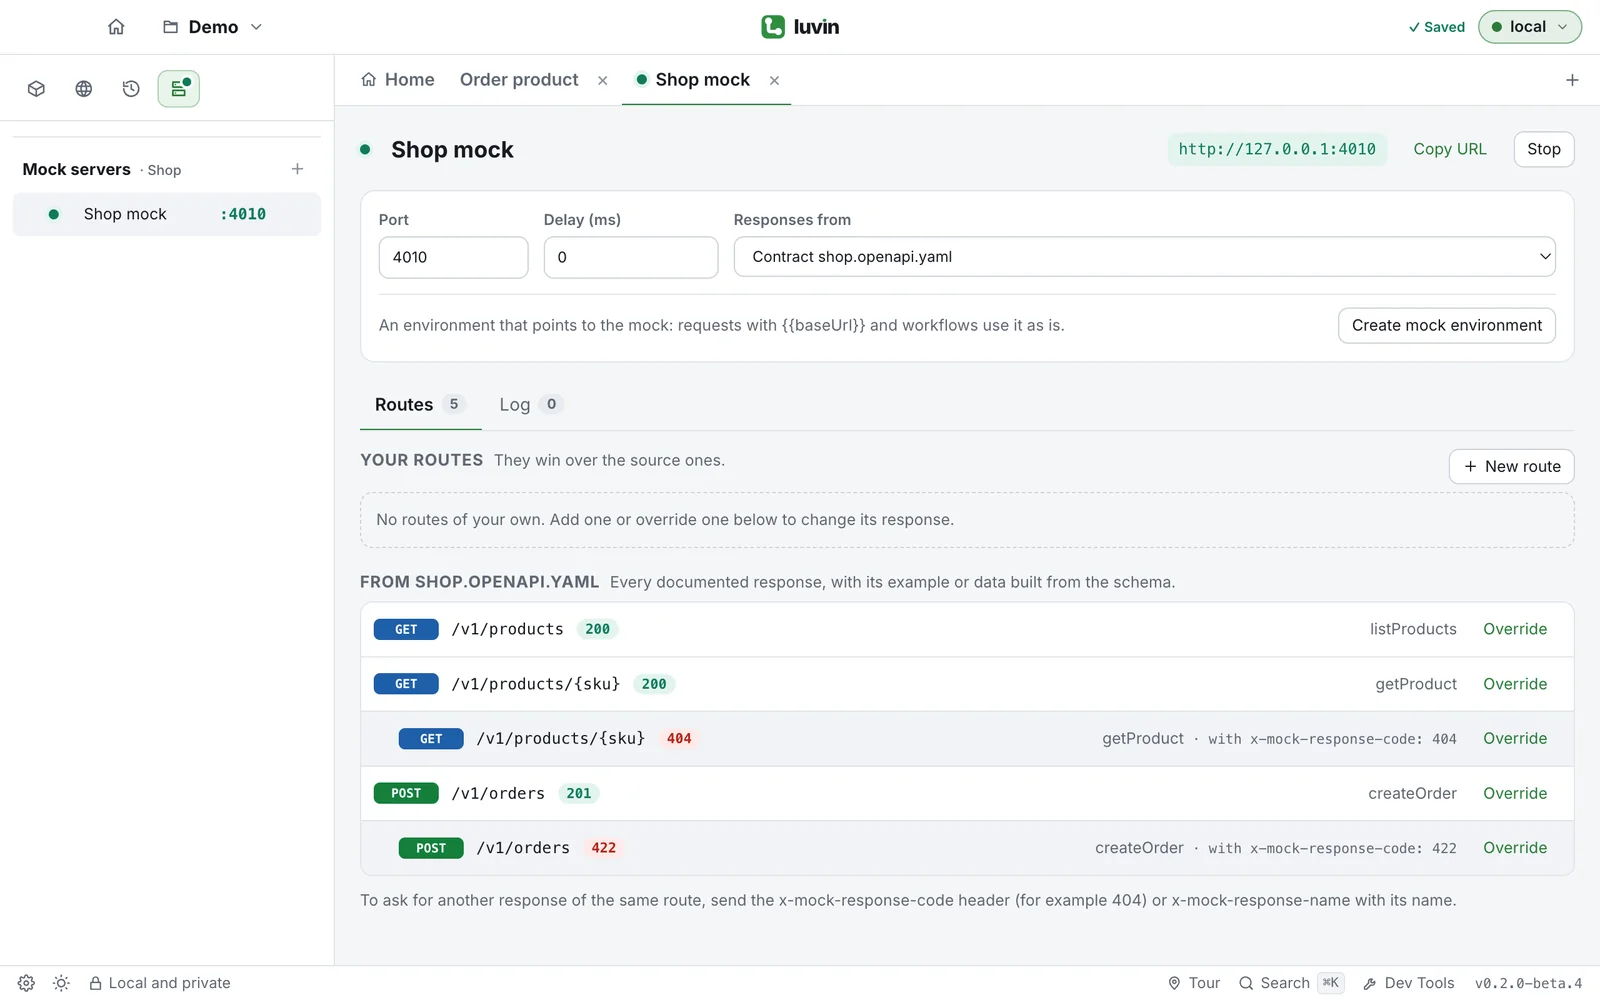 Demo
luvin
Saved
local
Home
Order product
Shop mock
Mock servers · Shop
Shop mock :4010
Shop mock
http://127.0.0.1:4010
Copy URL
Stop
Port
Delay (ms)
Responses from
4010
0
Contract shop.openapi.yaml
An environment that points to the mock: requests with {{baseUrl}} and workflows use it as is.
Create mock environment
Routes 5
Log 0
YOUR ROUTES They win over the source ones.
+ New route
No routes of your own. Add one or override one below to change its response.
FROM SHOP.OPENAPI.YAML Every documented response, with its example or data built from the schema.
GET /v1/products 200 listProducts Override
GET /v1/products/{sku} 200 getProduct Override
GET /v1/products/{sku} 404 getProduct · with x-mock-response-code: 404 Override
POST /v1/orders 201 createOrder Override
POST /v1/orders 422 createOrder · with x-mock-response-code: 422 Override
To ask for another response of the same route, send the x-mock-response-code header (for example 404) or x-mock-response-name with its name.
Local and private
Tour
Search ⌘K
Dev Tools
v0.2.0-beta.4